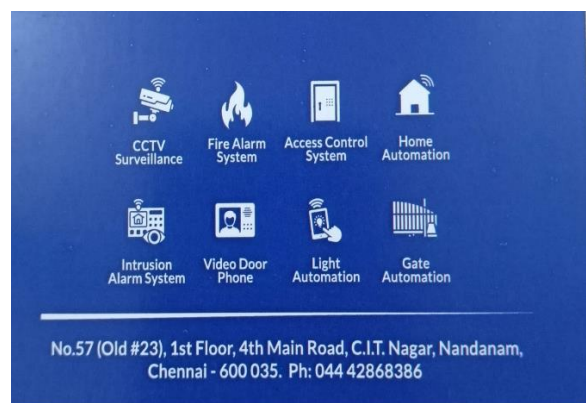 CCTV
Surveillance
Fire Alarm
System
Access Control
System
Home
Automation
Intrusion
Alarm System
Video Door
Phone
Light
Automation
Gate
Automation
No.57 (Old #23), 1st Floor, 4th Main Road, C.I.T. Nagar, Nandanam,
Chennai - 600 035. Ph: 044 42868386